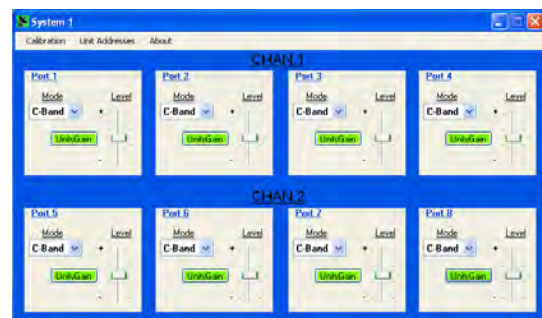 System 1
Calibration Unit Addresses About
CHAN.1
Port 1 Port 2 Port 3 Port 4
Mode Level Mode Level Mode Level Mode Level
C-Band + C-Band + C-Band + C-Band +
UnityGain UnityGain UnityGain UnityGain
- - - -
CHAN.2
Port 5 Port 6 Port 7 Port 8
Mode Level Mode Level Mode Level Mode Level
C-Band + C-Band + C-Band + C-Band +
UnityGain UnityGain UnityGain UnityGain
- - - -